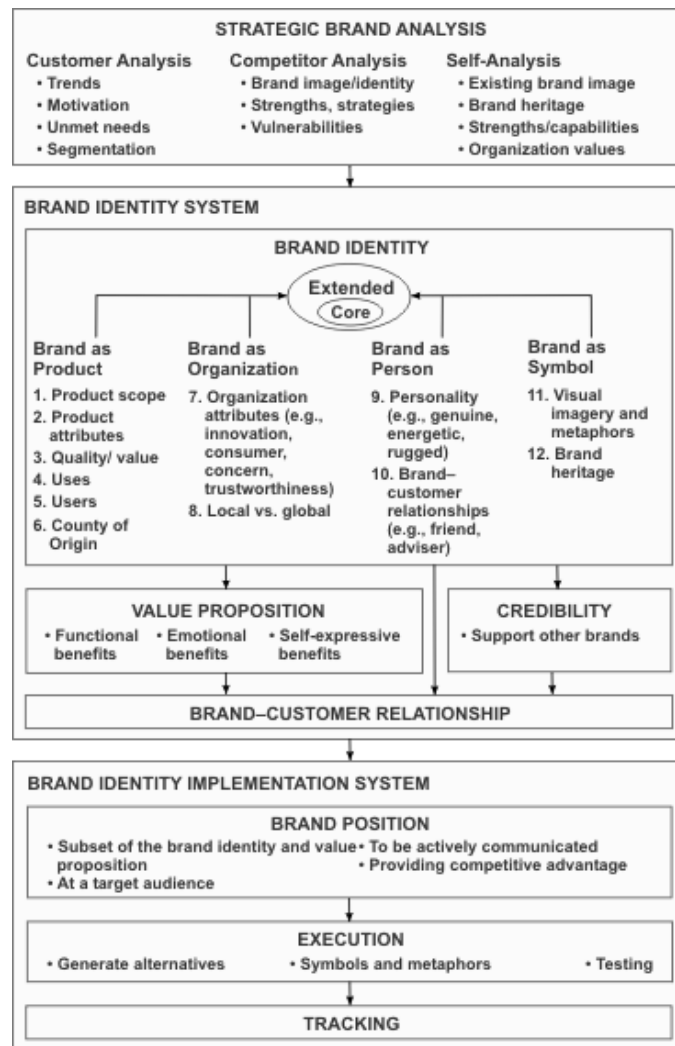 STRATEGIC BRAND ANALYSIS
Customer Analysis
• Trends
• Motivation
• Unmet needs
• Segmentation
Competitor Analysis
• Brand image/identity
• Strengths, strategies
• Vulnerabilities
Self-Analysis
• Existing brand image
• Brand heritage
• Strengths/capabilities
• Organization values
BRAND IDENTITY SYSTEM
BRAND IDENTITY
Extended
Core
Brand as
Product
1. Product scope
2. Product
attributes
3. Quality/ value
4. Uses
5. Users
6. County of
Origin
Brand as
Organization
7. Organization
attributes (e.g.,
innovation,
consumer,
concern,
trustworthiness)
8. Local vs. global
Brand as
Person
9. Personality
(e.g., genuine,
energetic,
rugged)
10. Brand–
customer
relationships
(e.g., friend,
adviser)
Brand as
Symbol
11. Visual
imagery and
metaphors
12. Brand
heritage
VALUE PROPOSITION
• Functional
benefits
• Emotional
benefits
• Self-expressive
benefits
CREDIBILITY
• Support other brands
BRAND–CUSTOMER RELATIONSHIP
BRAND IDENTITY IMPLEMENTATION SYSTEM
BRAND POSITION
• Subset of the brand identity and value
proposition
• At a target audience
• To be actively communicated
• Providing competitive advantage
EXECUTION
• Generate alternatives
• Symbols and metaphors
• Testing
TRACKING